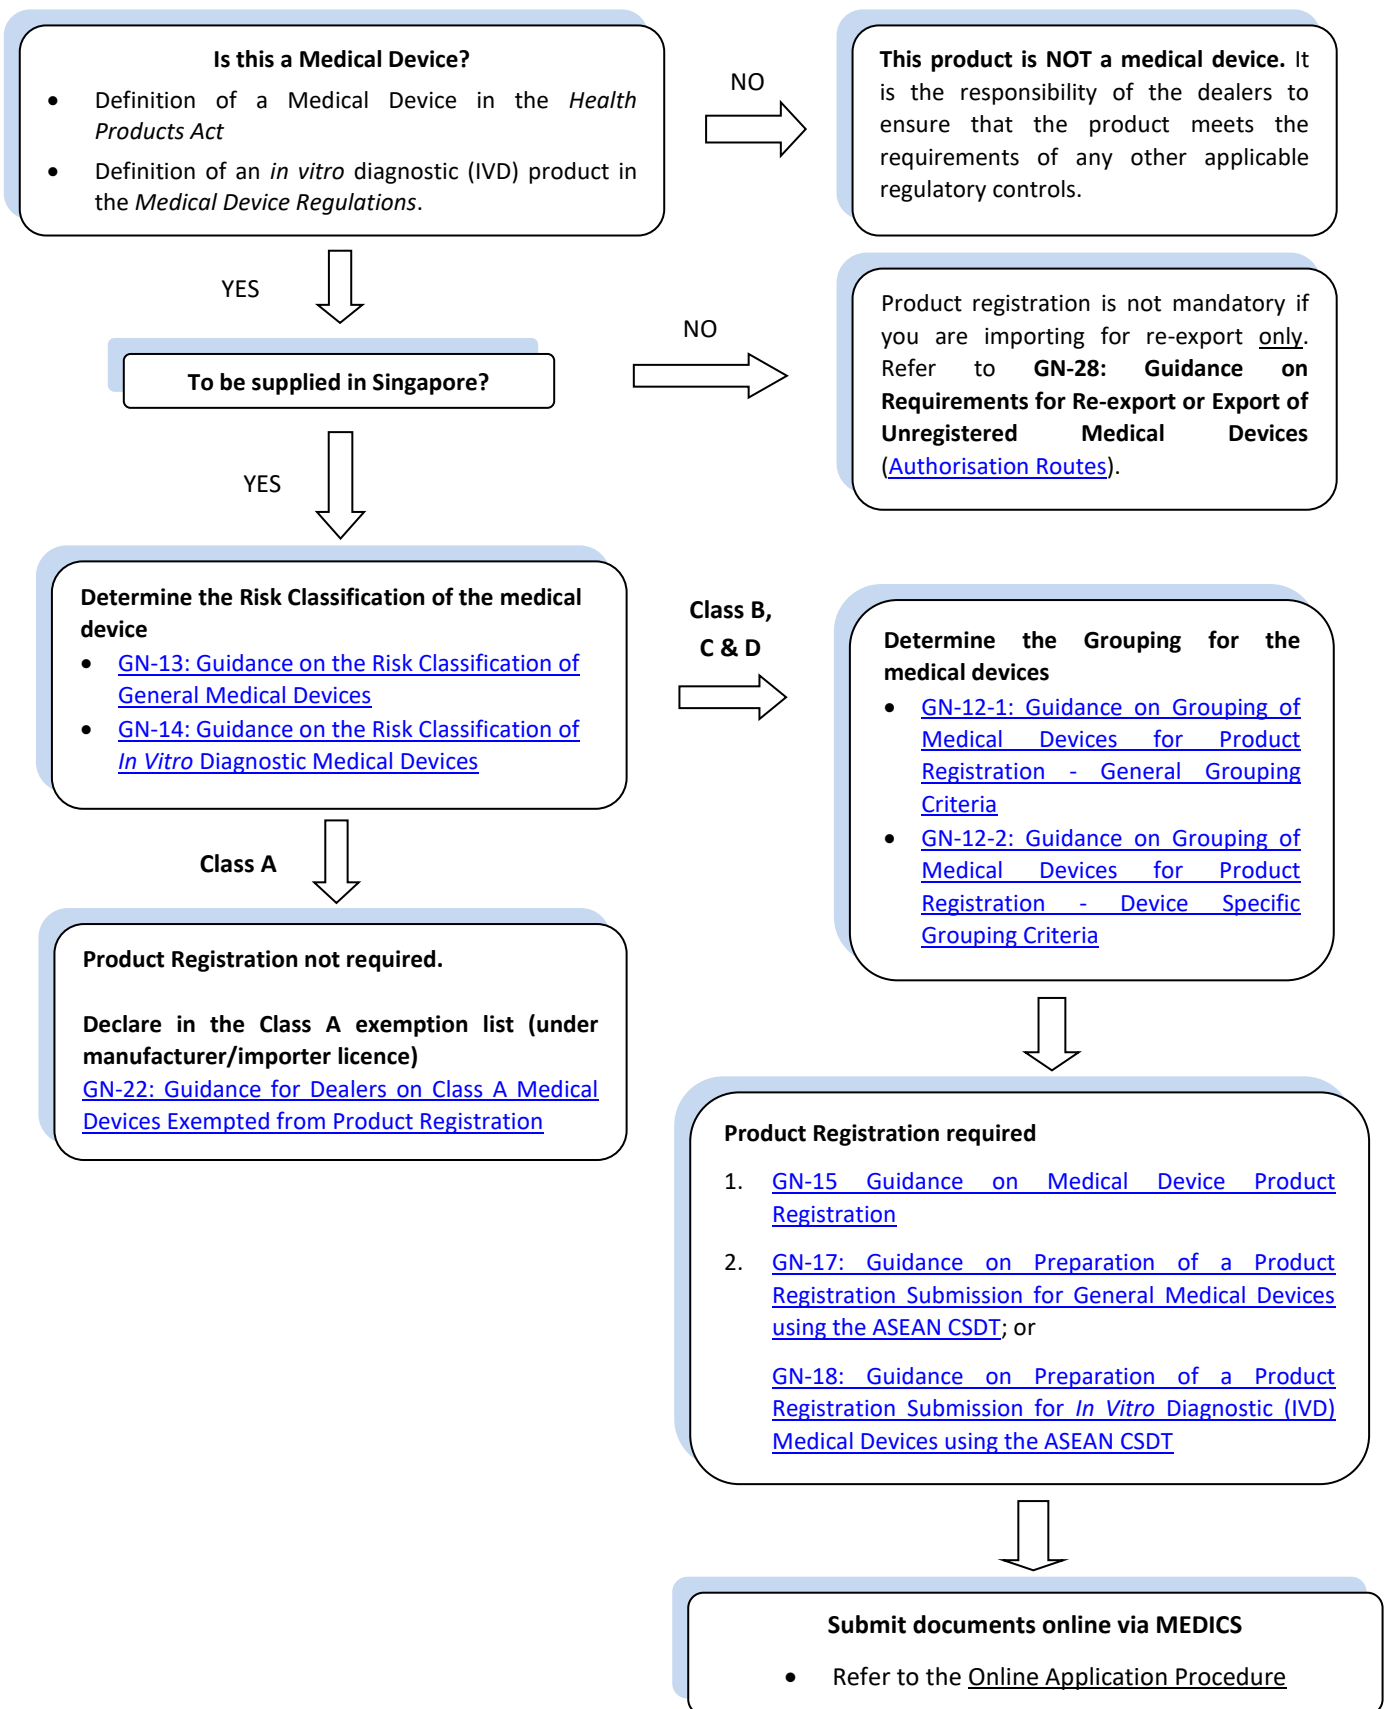 Is this a Medical Device?
• Definition of a Medical Device in the Health
Products Act
• Definition of an in vitro diagnostic (IVD) product in
the Medical Device Regulations.
NO
This product is NOT a medical device. It
is the responsibility of the dealers to
ensure that the product meets the
requirements of any other applicable
regulatory controls.
YES
To be supplied in Singapore?
NO
Product registration is not mandatory if
you are importing for re-export only.
Refer to GN-28: Guidance on
Requirements for Re-export or Export of
Unregistered Medical Devices
(Authorisation Routes).
YES
Determine the Risk Classification of the medical
device
• GN-13: Guidance on the Risk Classification of
General Medical Devices
• GN-14: Guidance on the Risk Classification of
In Vitro Diagnostic Medical Devices
Class B,
C & D
Determine the Grouping for the
medical devices
• GN-12-1: Guidance on Grouping of
Medical Devices for Product
Registration - General Grouping
Criteria
• GN-12-2: Guidance on Grouping of
Medical Devices for Product
Registration - Device Specific
Grouping Criteria
Class A
Product Registration not required.
Declare in the Class A exemption list (under
manufacturer/importer licence)
GN-22: Guidance for Dealers on Class A Medical
Devices Exempted from Product Registration
Product Registration required
1. GN-15 Guidance on Medical Device Product
Registration
2. GN-17: Guidance on Preparation of a Product
Registration Submission for General Medical Devices
using the ASEAN CSDT; or
GN-18: Guidance on Preparation of a Product
Registration Submission for In Vitro Diagnostic (IVD)
Medical Devices using the ASEAN CSDT
Submit documents online via MEDICS
• Refer to the Online Application Procedure